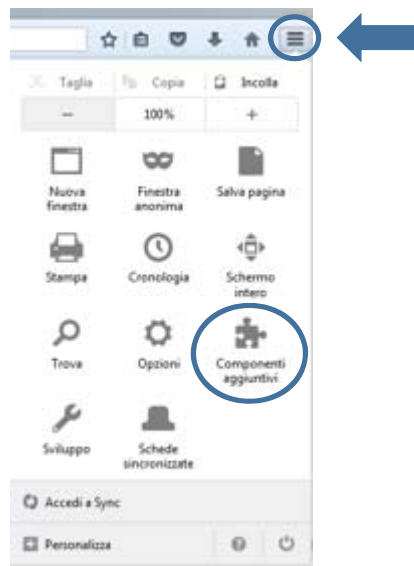 Taglia Copia Incolla
− 100% +
Nuova finestra
Finestra anonima
Salva pagina
Stampa
Cronologia
Schermo intero
Trova
Opzioni
Componenti aggiuntivi
Sviluppo
Schede sincronizzate
Accedi a Sync
Personalizza